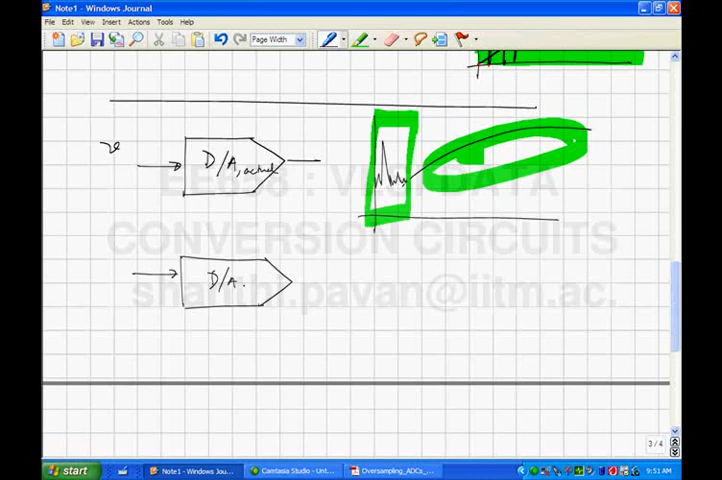 Note1 - Windows Journal
File Edit View Insert Actions Tools Help
Page Width
v
D/A, actual
EE658 : VLSI DATA
CONVERSION CIRCUITS
D/A.
shanthi.pavan@iitm.ac.
3 / 4
start
Note1 - Windows Jou...
Camtasia Studio - Unt...
Oversampling_ADCs_...
9:51 AM